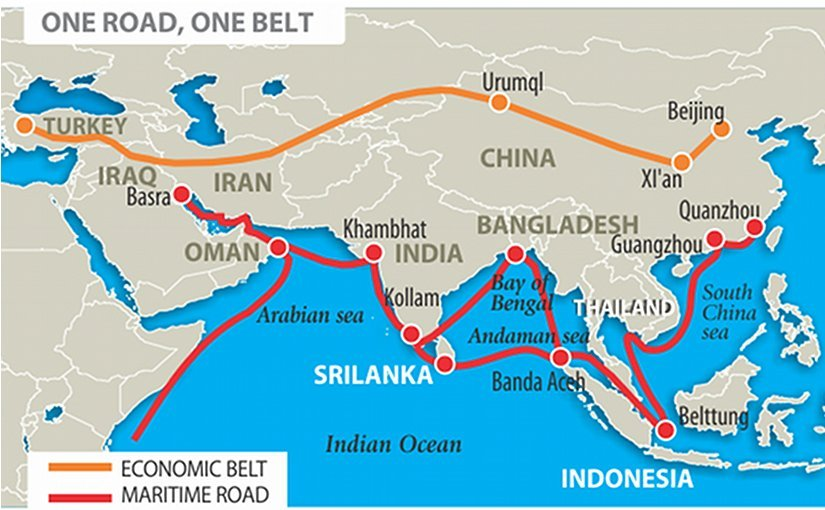 ONE ROAD, ONE BELT
Urumql
Beijing
TURKEY
CHINA
XI'an
IRAQ
IRAN
Basra
Quanzhou
Khambhat
BANGLADESH
Guangzhou
OMAN
INDIA
Bay of
Bengal
Kollam
THAILAND
South
China
sea
Arabian sea
Andaman sea
SRILANKA
Banda Aceh
Belttung
Indian Ocean
INDONESIA
ECONOMIC BELT
MARITIME ROAD